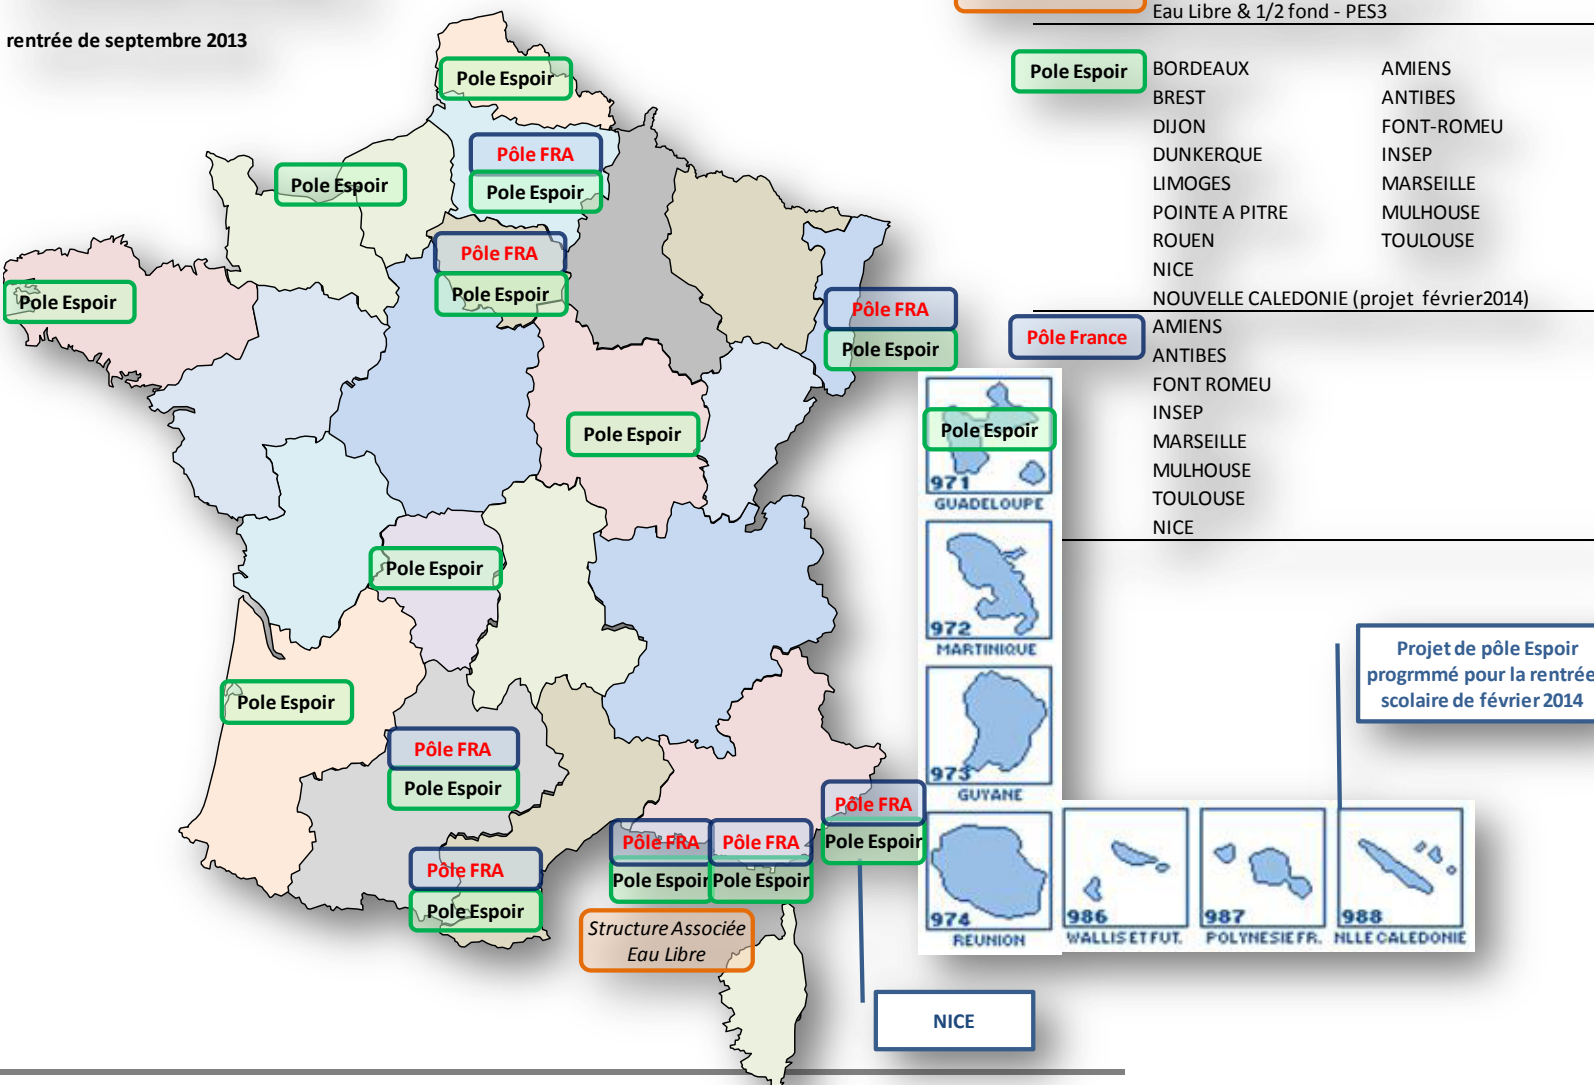 Eau Libre & 1/2 fond - PES3
rentrée de septembre 2013
Pole Espoir
BORDEAUX
AMIENS
BREST
ANTIBES
DIJON
FONT-ROMEU
DUNKERQUE
INSEP
LIMOGES
MARSEILLE
POINTE A PITRE
MULHOUSE
ROUEN
TOULOUSE
NICE
NOUVELLE CALEDONIE (projet février2014)
Pôle France
AMIENS
ANTIBES
FONT ROMEU
INSEP
MARSEILLE
MULHOUSE
TOULOUSE
NICE
Pole Espoir
Pôle FRA
Pole Espoir
Pole Espoir
Pôle FRA
Pole Espoir
Pole Espoir
Pôle FRA
Pole Espoir
Pole Espoir
Pole Espoir
971
GUADELOUPE
Pole Espoir
972
MARTINIQUE
Projet de pôle Espoir
progrmmé pour la rentrée
scolaire de février 2014
Pole Espoir
Pôle FRA
Pole Espoir
973
GUYANE
Pôle FRA
Pole Espoir
Pôle FRA
Pole Espoir
Pôle FRA
Pole Espoir
Pôle FRA
Pole Espoir
Structure Associée
Eau Libre
974
REUNION
986
WALLIS ET FUT.
987
POLYNESIE FR.
988
NLLE CALEDONIE
NICE